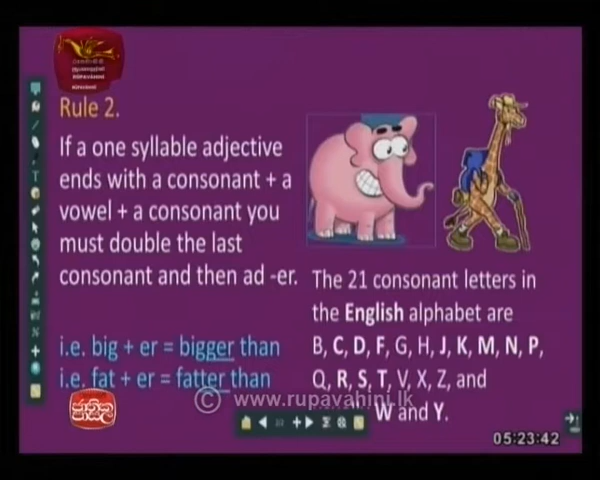 Rule 2.
If a one syllable adjective
ends with a consonant + a
vowel + a consonant you
must double the last
consonant and then ad -er.
i.e. big + er = bigger than
i.e. fat + er = fatter than
The 21 consonant letters in
the English alphabet are
B, C, D, F, G, H, J, K, M, N, P,
Q, R, S, T, V, X, Z, and
W and Y.
© www.rupavahini.lk
05:23:42